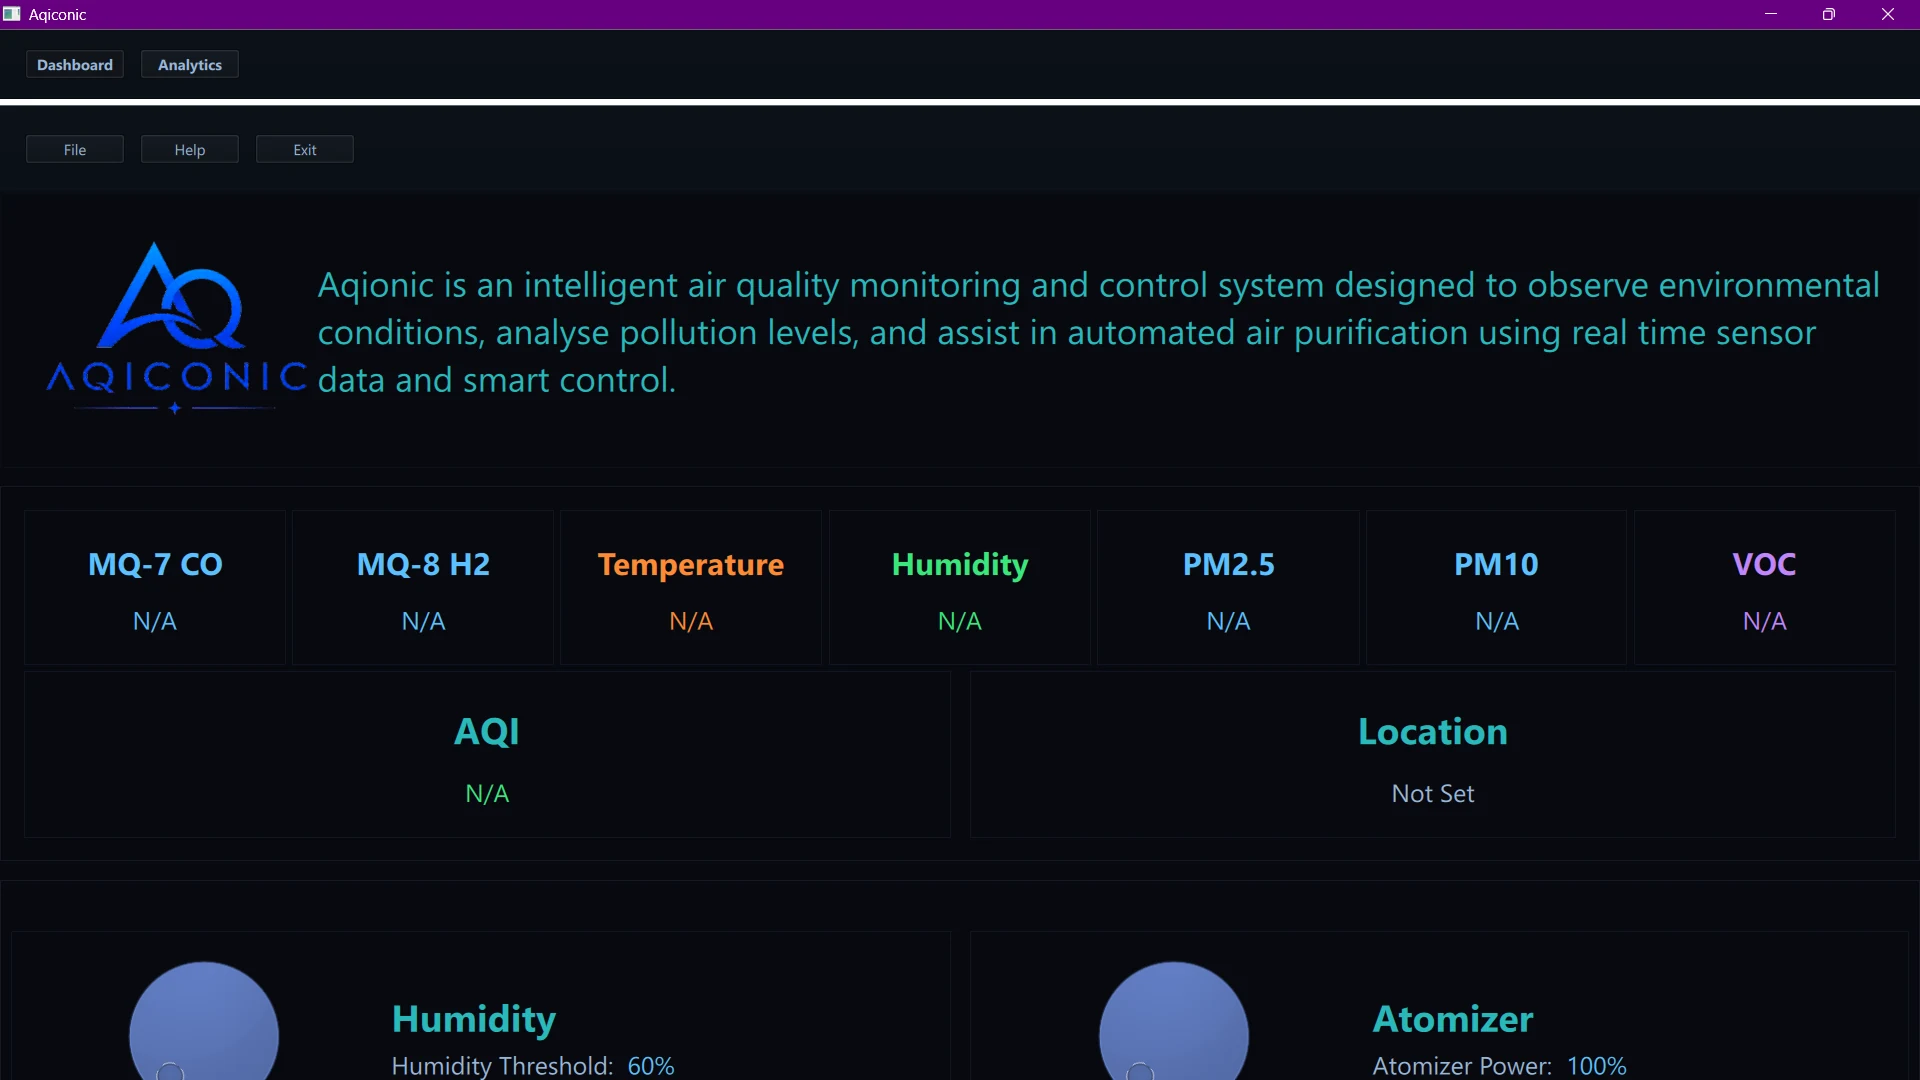 Aqiconic
Dashboard Analytics
File Help Exit
AQICONIC
Aqionic is an intelligent air quality monitoring and control system designed to observe environmental
conditions, analyse pollution levels, and assist in automated air purification using real time sensor
data and smart control.
MQ-7 CO MQ-8 H2 Temperature Humidity PM2.5 PM10 VOC
N/A N/A N/A N/A N/A N/A N/A
AQI Location
N/A Not Set
Humidity Atomizer
Humidity Threshold: 60% Atomizer Power: 100%